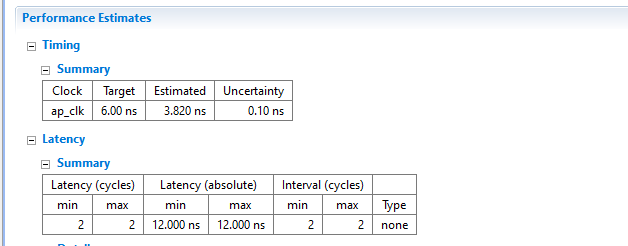 Performance Estimates
Timing
Summary
Clock Target Estimated Uncertainty
ap_clk 6.00 ns 3.820 ns 0.10 ns
Latency
Summary
Latency (cycles) Latency (absolute) Interval (cycles)
min max min max min max Type
2 2 12.000 ns 12.000 ns 2 2 none